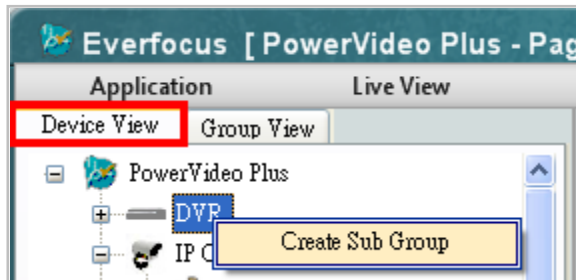 Everfocus [ PowerVideo Plus - Pag
Application Live View
Device View Group View
PowerVideo Plus
DVR
Create Sub Group
IP C